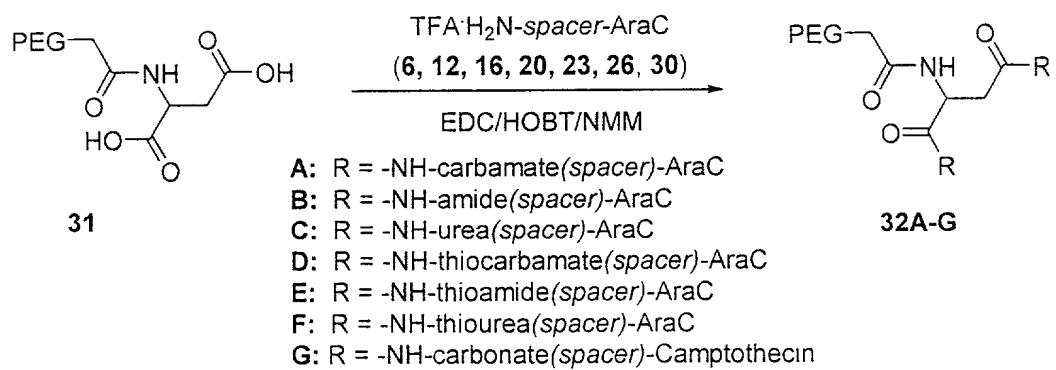 TFA·H₂N-spacer-AraC
(6, 12, 16, 20, 23, 26, 30)
EDC/HOBT/NMM
PEG
O
NH
O
OH
HO
O
31
A: R = -NH-carbamate(spacer)-AraC
B: R = -NH-amide(spacer)-AraC
C: R = -NH-urea(spacer)-AraC
D: R = -NH-thiocarbamate(spacer)-AraC
E: R = -NH-thioamide(spacer)-AraC
F: R = -NH-thiourea(spacer)-AraC
G: R = -NH-carbonate(spacer)-Camptothecin
PEG
O
NH
O
R
O
R
32A-G